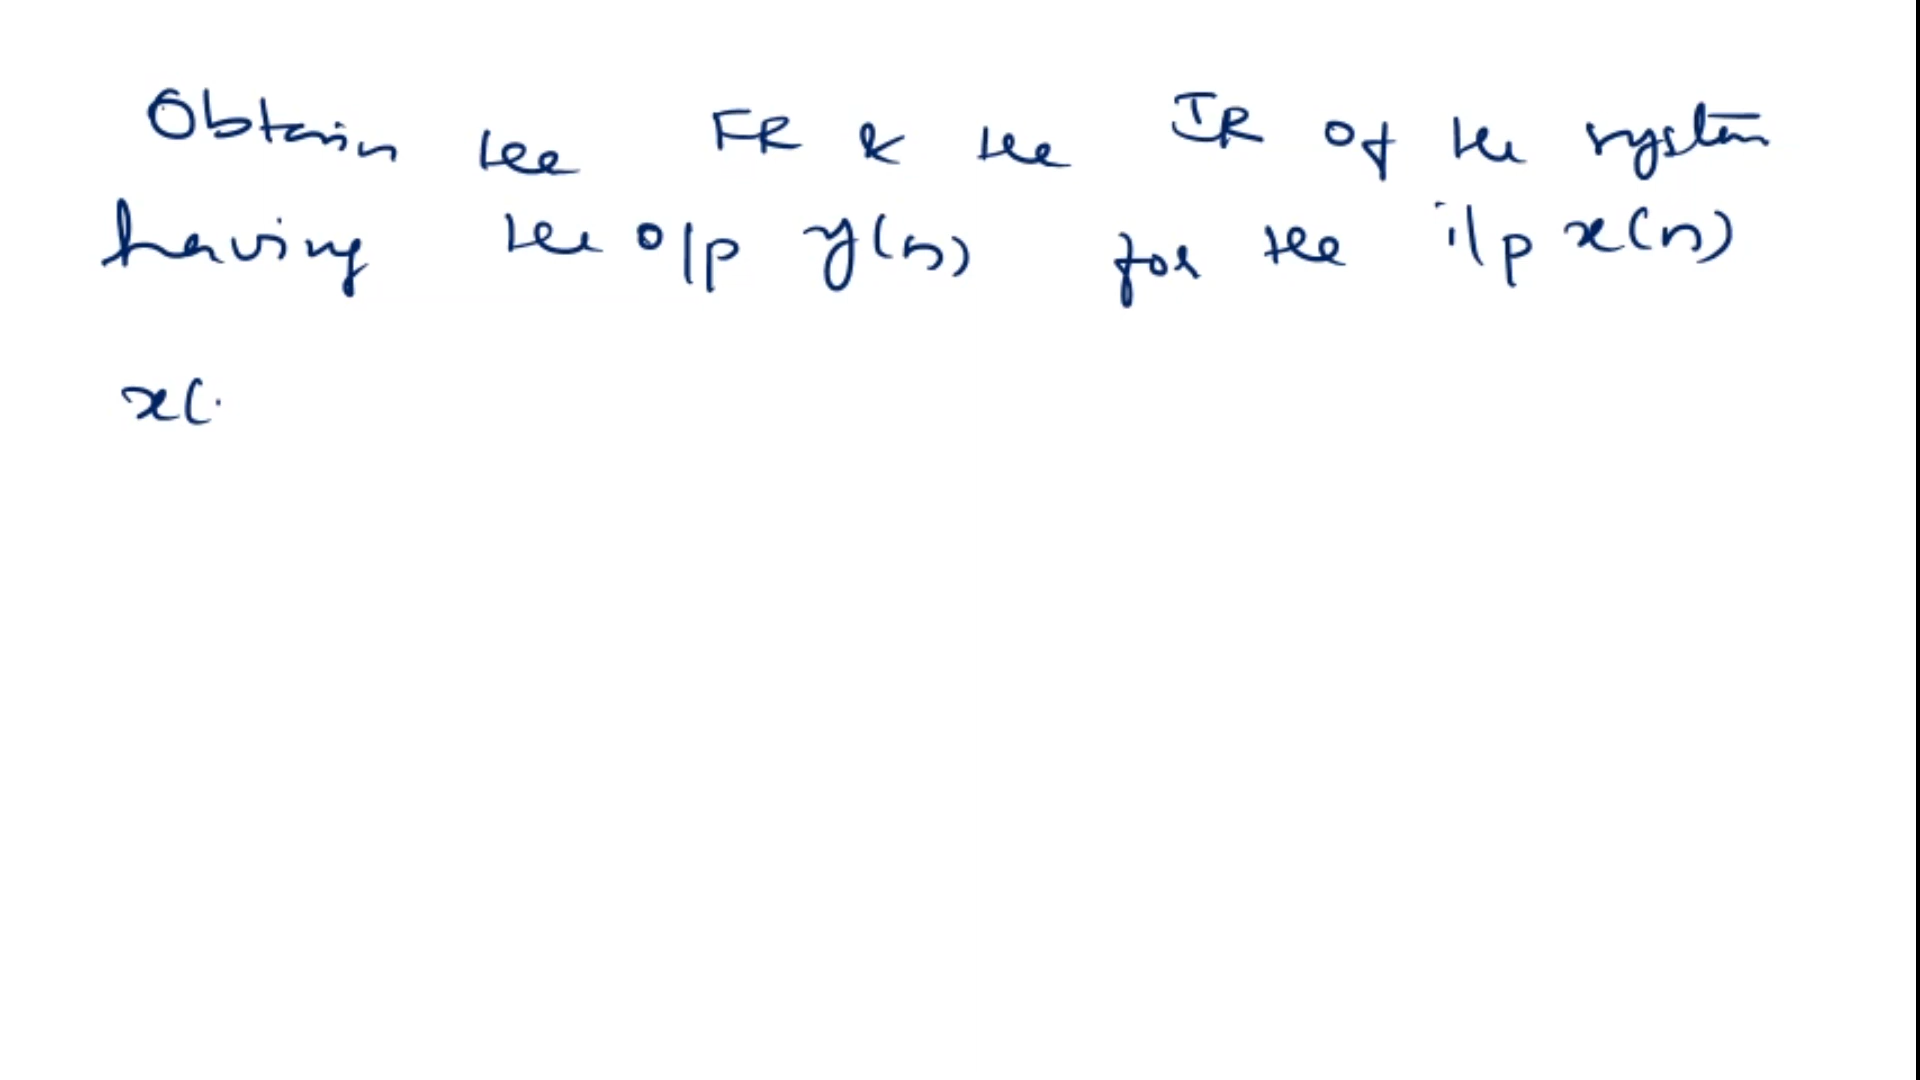 Obtain the FR & the IR of the system
having the o/p y(n) for the i/p x(n)
x(